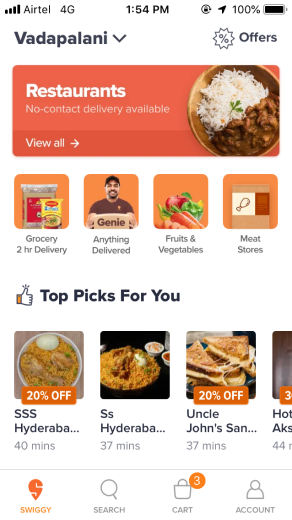 Airtel 4G 1:54 PM 100%
Vadapalani Offers
Restaurants
No-contact delivery available
View all →
Genie
Grocery
2 hr Delivery
Anything
Delivered
Fruits &
Vegetables
Meat
Stores
Top Picks For You
20% OFF
20% OFF
SSS
Hyderaba...
40 mins
Ss
Hyderaba...
37 mins
Uncle
John's San...
37 mins
Hot
Aks
44
3
SWIGGY
SEARCH
CART
ACCOUNT